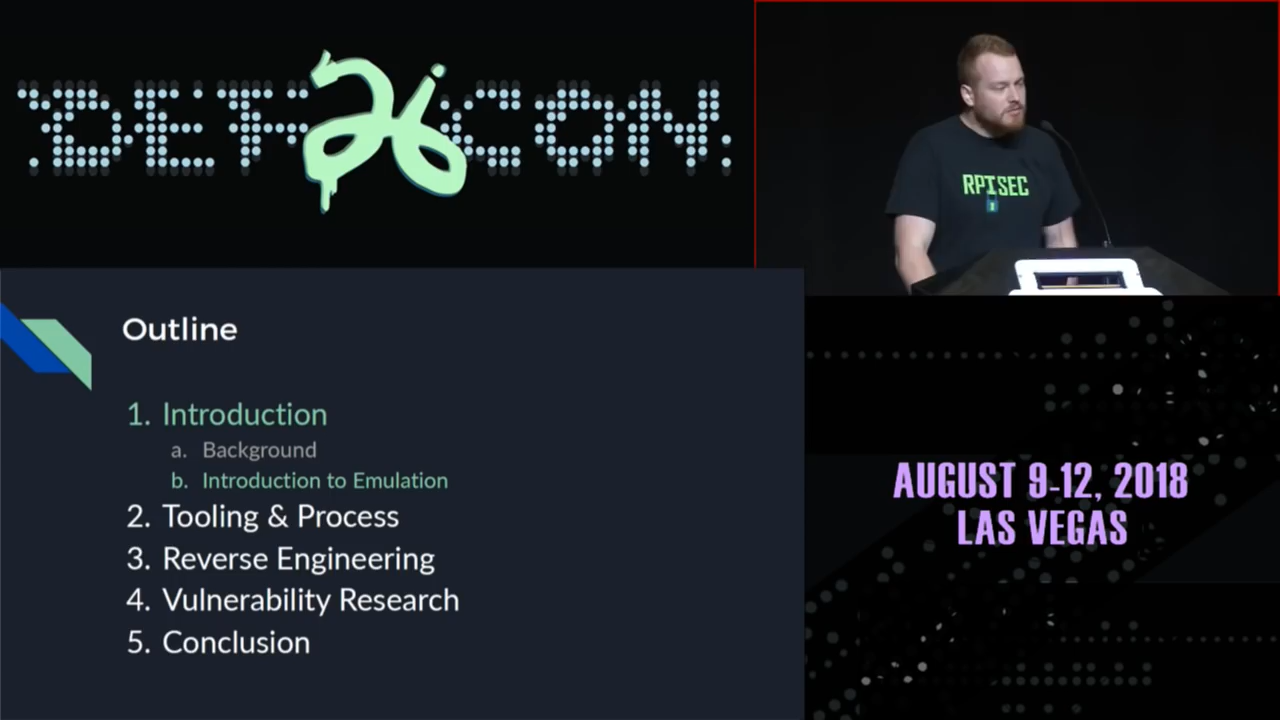 DEF CON 26
RPISEC
Outline
1. Introduction
a. Background
b. Introduction to Emulation
2. Tooling & Process
3. Reverse Engineering
4. Vulnerability Research
5. Conclusion
AUGUST 9-12, 2018
LAS VEGAS